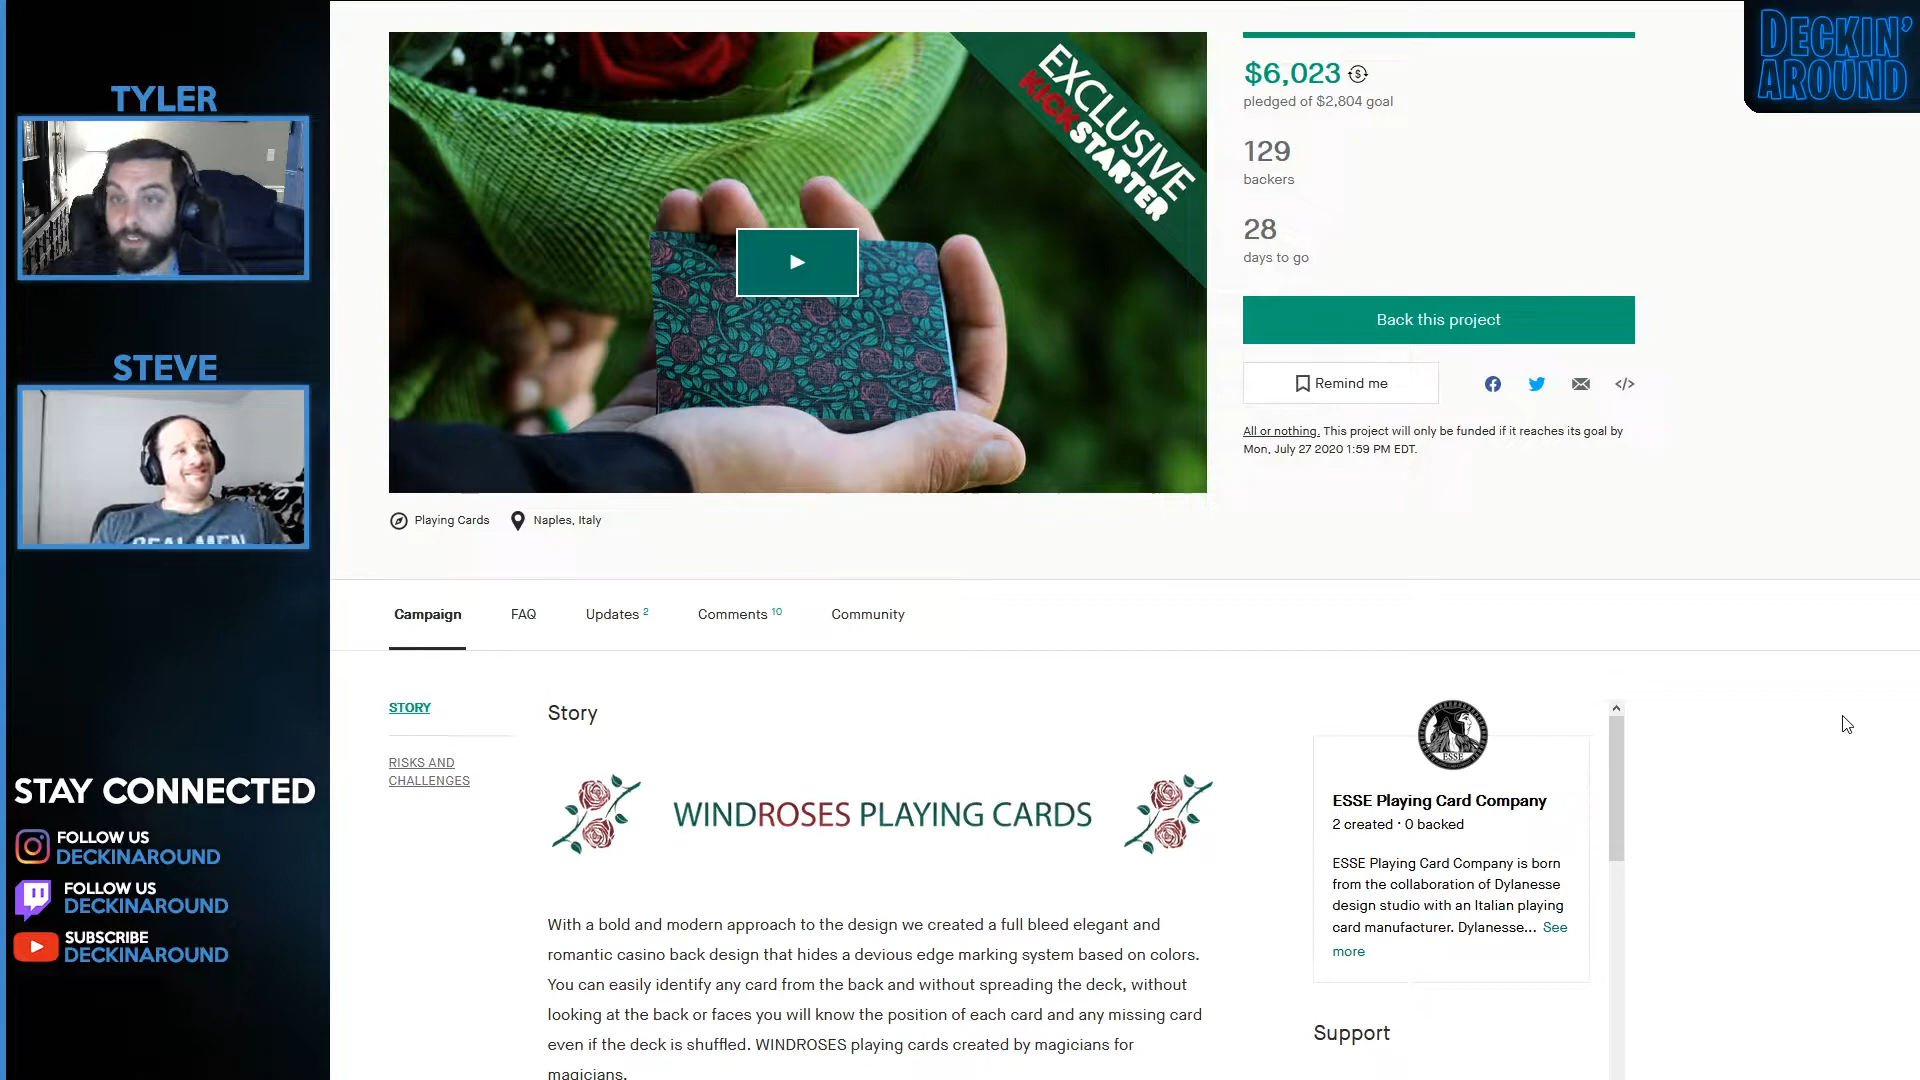 DECKIN'
AROUND
TYLER
STEVE
EXCLUSIVE
KICKSTARTER
$6,023
pledged of $2,804 goal
129
backers
28
days to go
Back this project
Remind me
All or nothing. This project will only be funded if it reaches its goal by
Mon, July 27 2020 1:59 PM EDT.
Playing Cards Naples, Italy
Campaign FAQ Updates 2 Comments 10 Community
STORY
RISKS AND
CHALLENGES
Story
WINDROSES PLAYING CARDS
With a bold and modern approach to the design we created a full bleed elegant and
romantic casino back design that hides a devious edge marking system based on colors.
You can easily identify any card from the back and without spreading the deck, without
looking at the back or faces you will know the position of each card and any missing card
even if the deck is shuffled. WINDROSES playing cards created by magicians for
magicians.
ESSE
ESSE Playing Card Company
2 created · 0 backed
ESSE Playing Card Company is born
from the collaboration of Dylanesse
design studio with an Italian playing
card manufacturer. Dylanesse... See
more
Support
REAL MEN
STAY CONNECTED
FOLLOW US
DECKINAROUND
FOLLOW US
DECKINAROUND
SUBSCRIBE
DECKINAROUND